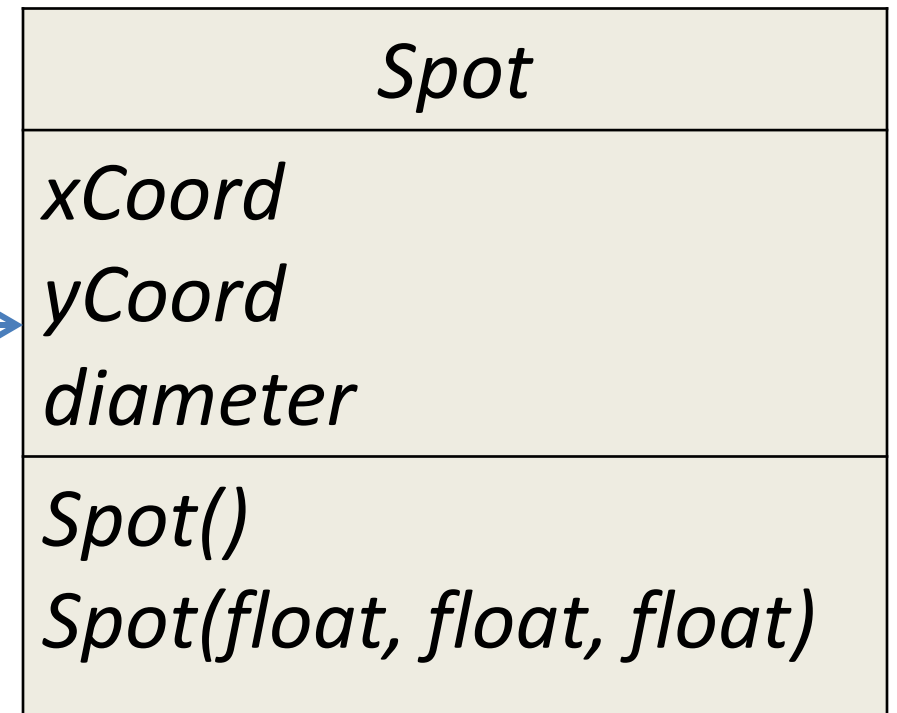 Spot
xCoord
yCoord
diameter
Spot()
Spot(float, float, float)